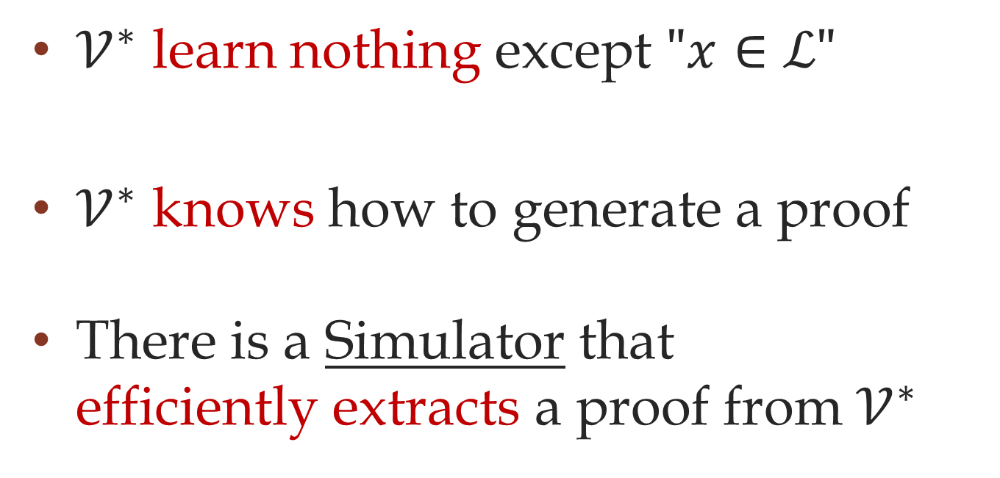 • 𝒱* learn nothing except "x ∈ ℒ"
• 𝒱* knows how to generate a proof
• There is a Simulator that
efficiently extracts a proof from 𝒱*